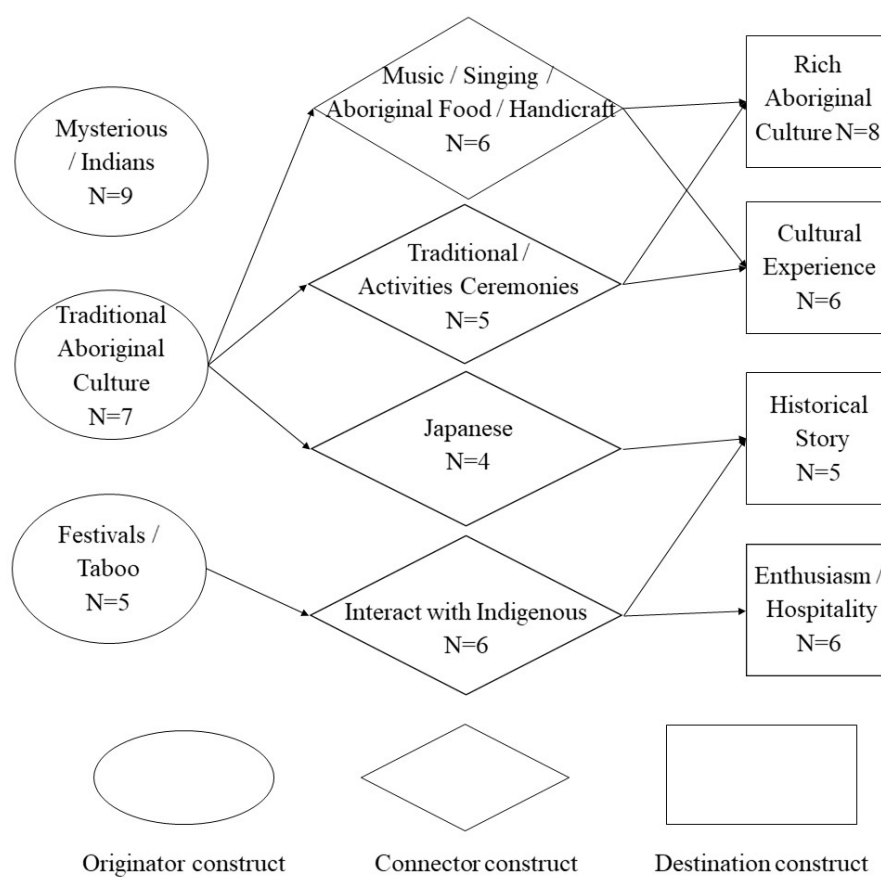 Mysterious
/ Indians
N=9
Traditional
Aboriginal
Culture
N=7
Festivals /
Taboo
N=5
Music / Singing /
Aboriginal Food / Handicraft
N=6
Traditional /
Activities Ceremonies
N=5
Japanese
N=4
Interact with Indigenous
N=6
Rich
Aboriginal
Culture N=8
Cultural
Experience
N=6
Historical
Story
N=5
Enthusiasm /
Hospitality
N=6
Originator construct
Connector construct
Destination construct